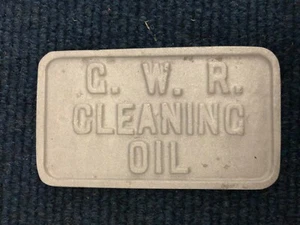 G. W. R.
CLEANING
OIL